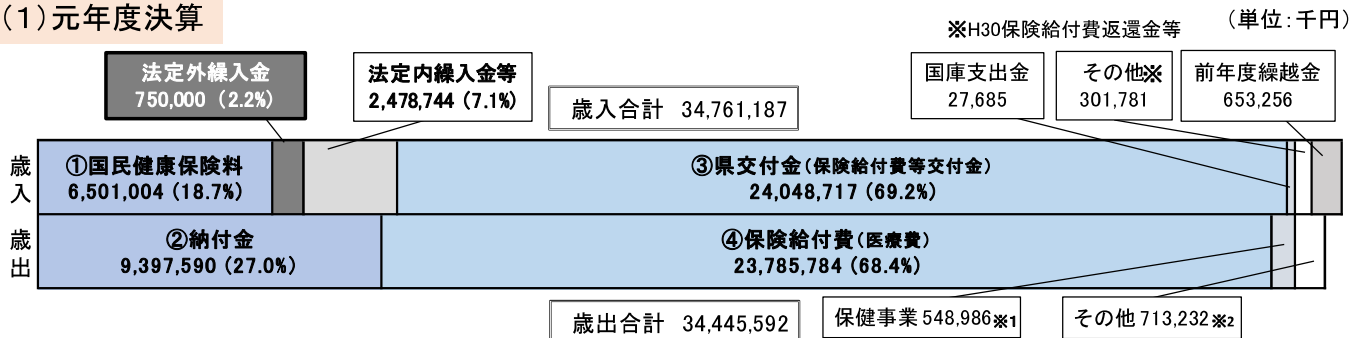 (1)元年度決算
※H30保険給付費返還金等
(単位:千円)
法定外繰入金
750,000 (2.2%)
法定内繰入金等
2,478,744 (7.1%)
歳入合計 34,761,187
国庫支出金
27,685
その他※
301,781
前年度繰越金
653,256
歳入
①国民健康保険料
6,501,004 (18.7%)
③県交付金(保険給付費等交付金)
24,048,717 (69.2%)
歳出
②納付金
9,397,590 (27.0%)
④保険給付費(医療費)
23,785,784 (68.4%)
歳出合計 34,445,592
保健事業 548,986※1
その他 713,232※2